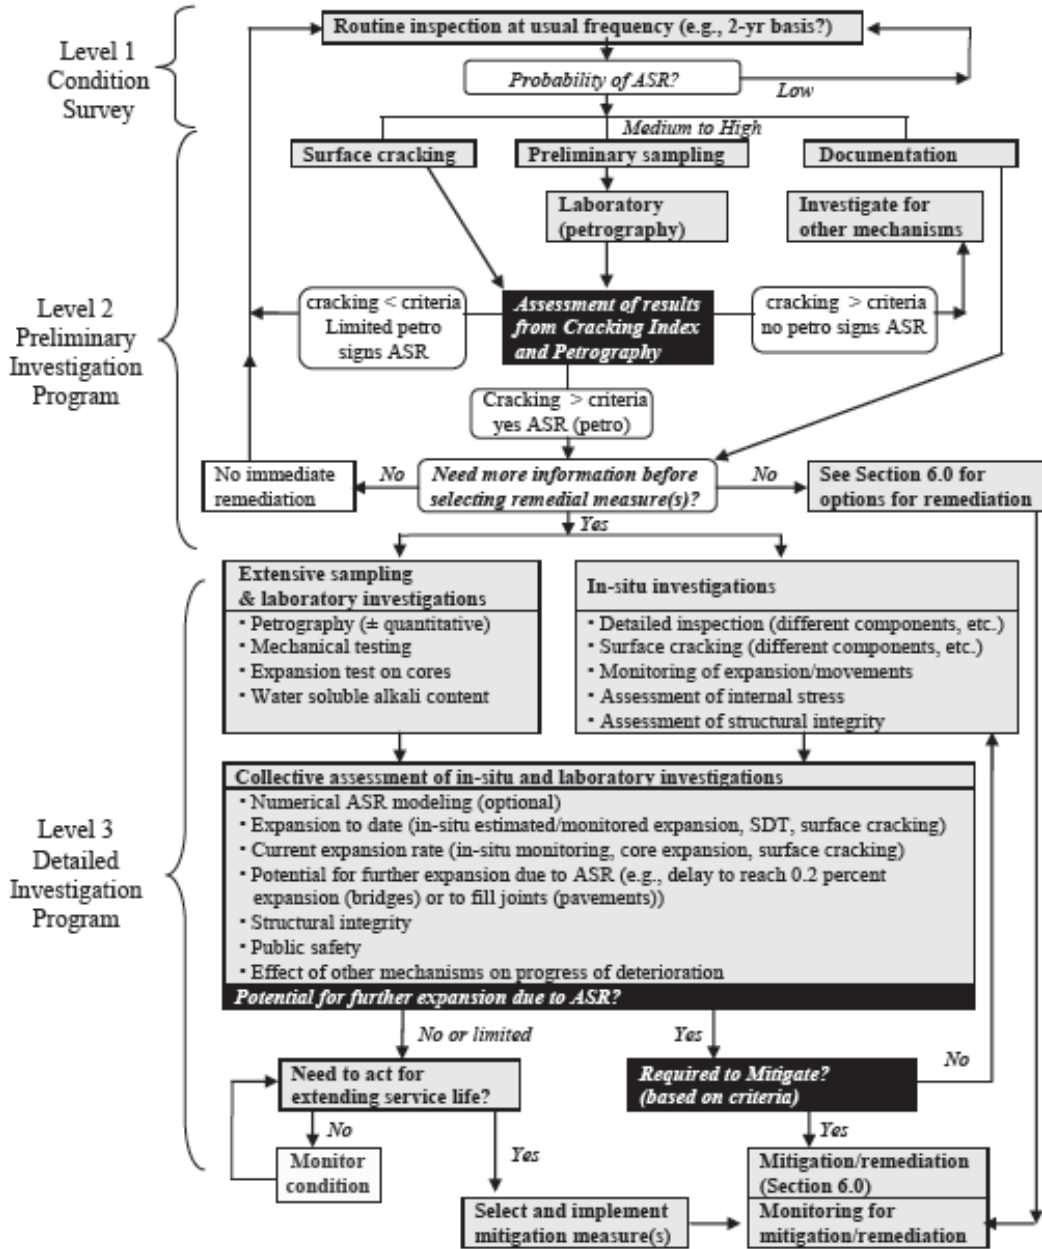 Level 1
Condition
Survey
Routine inspection at usual frequency (e.g., 2-yr basis?)
Probability of ASR?
Low
Medium to High
Surface cracking
Preliminary sampling
Documentation
Laboratory
(petrography)
Investigate for
other mechanisms
Level 2
Preliminary
Investigation
Program
cracking < criteria
Limited petro
signs ASR
Assessment of results
from Cracking Index
and Petrography
cracking > criteria
no petro signs ASR
Cracking > criteria
yes ASR (petro)
No immediate
remediation
No
Need more information before
selecting remedial measure(s)?
No
See Section 6.0 for
options for remediation
Yes
Level 3
Detailed
Investigation
Program
Extensive sampling
& laboratory investigations
· Petrography (± quantitative)
· Mechanical testing
· Expansion test on cores
· Water soluble alkali content
In-situ investigations
· Detailed inspection (different components, etc.)
· Surface cracking (different components, etc.)
· Monitoring of expansion/movements
· Assessment of internal stress
· Assessment of structural integrity
Collective assessment of in-situ and laboratory investigations
· Numerical ASR modeling (optional)
· Expansion to date (in-situ estimated/monitored expansion, SDT, surface cracking)
· Current expansion rate (in-situ monitoring, core expansion, surface cracking)
· Potential for further expansion due to ASR (e.g., delay to reach 0.2 percent
expansion (bridges) or to fill joints (pavements))
· Structural integrity
· Public safety
· Effect of other mechanisms on progress of deterioration
Potential for further expansion due to ASR?
No or limited
Yes
Need to act for
extending service life?
Required to Mitigate?
(based on criteria)
No
No
Yes
Yes
Monitor
condition
Mitigation/remediation
(Section 6.0)
Select and implement
mitigation measure(s)
Monitoring for
mitigation/remediation